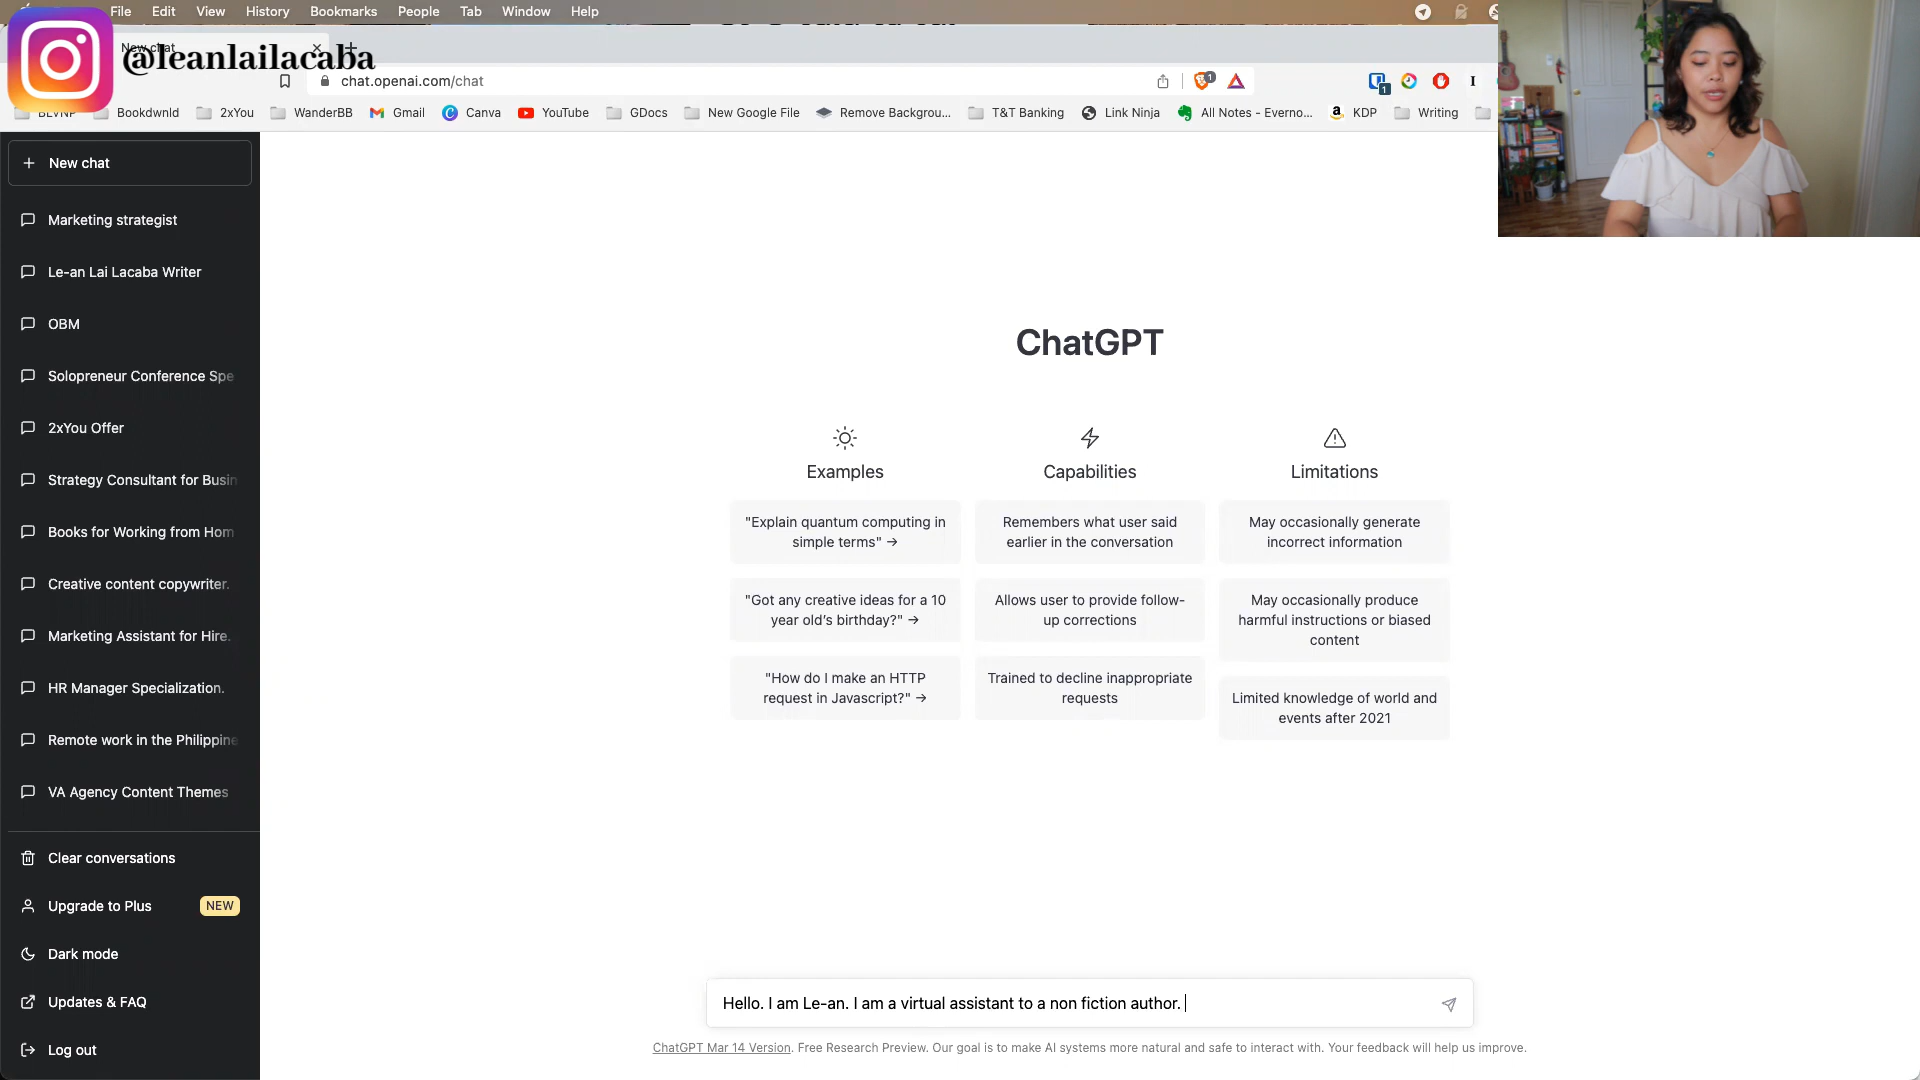 File Edit View History Bookmarks People Tab Window Help
New chat
@leanlailacaba
chat.openai.com/chat
1
1
BLVNP Bookdwnld 2xYou WanderBB Gmail Canva YouTube GDocs New Google File Remove Backgrou... T&T Banking Link Ninja All Notes - Everno... KDP Writing
New chat
Marketing strategist
Le-an Lai Lacaba Writer
OBM
Solopreneur Conference Spe
2xYou Offer
Strategy Consultant for Busin
Books for Working from Hom
Creative content copywriter.
Marketing Assistant for Hire.
HR Manager Specialization.
Remote work in the Philippine
VA Agency Content Themes
Clear conversations
Upgrade to Plus NEW
Dark mode
Updates & FAQ
Log out
ChatGPT
Examples
"Explain quantum computing in
simple terms" →
"Got any creative ideas for a 10
year old's birthday?" →
"How do I make an HTTP
request in Javascript?" →
Capabilities
Remembers what user said
earlier in the conversation
Allows user to provide follow-
up corrections
Trained to decline inappropriate
requests
Limitations
May occasionally generate
incorrect information
May occasionally produce
harmful instructions or biased
content
Limited knowledge of world and
events after 2021
Hello. I am Le-an. I am a virtual assistant to a non fiction author.
ChatGPT Mar 14 Version. Free Research Preview. Our goal is to make AI systems more natural and safe to interact with. Your feedback will help us improve.